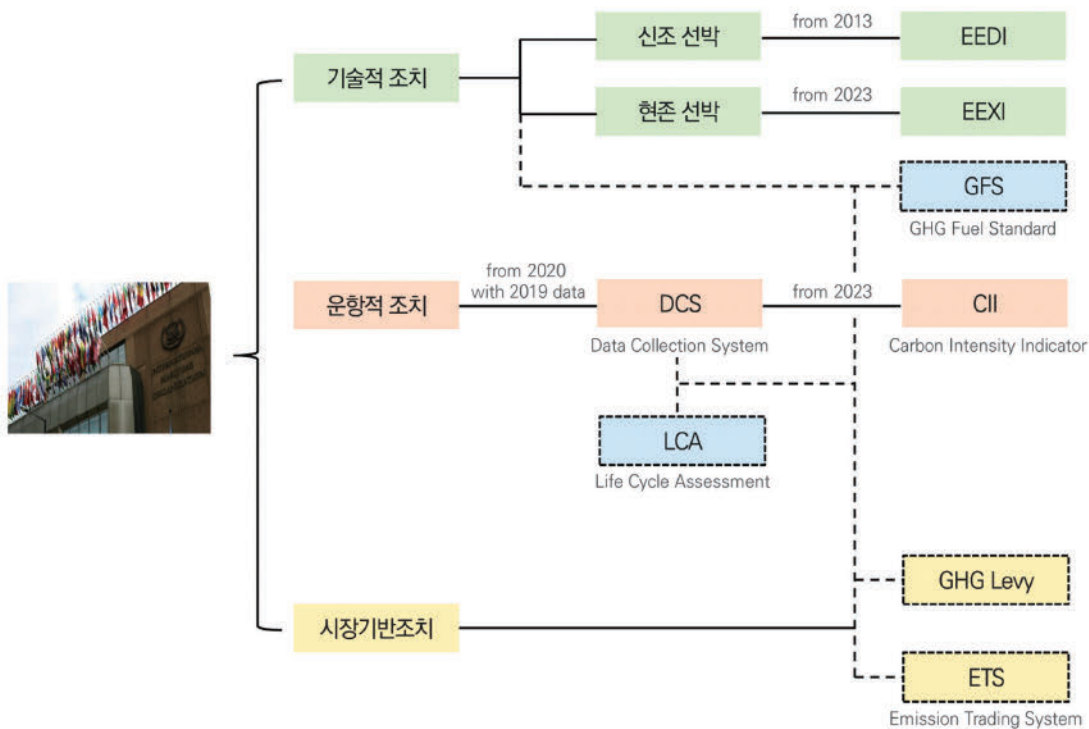 기술적 조치
신조 선박
from 2013
EEDI
현존 선박
from 2023
EEXI
GFS
GHG Fuel Standard
운항적 조치
from 2020
with 2019 data
DCS
Data Collection System
from 2023
CII
Carbon Intensity Indicator
LCA
Life Cycle Assessment
INTERNATIONAL
MARITIME
ORGANIZATION
시장기반조치
GHG Levy
ETS
Emission Trading System